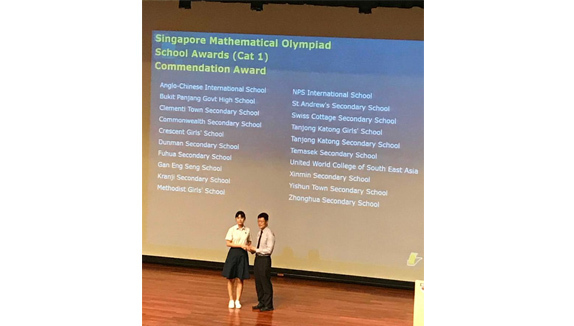 Singapore Mathematical Olympiad
School Awards (Cat 1)
Commendation Award
Anglo-Chinese International School
Bukit Panjang Govt High School
Clementi Town Secondary School
Commonwealth Secondary School
Crescent Girls' School
Dunman Secondary School
Fuhua Secondary School
Gan Eng Seng School
Kranji Secondary School
Methodist Girls' School
NPS International School
St Andrew's Secondary School
Swiss Cottage Secondary School
Tanjong Katong Girls' School
Tanjong Katong Secondary School
Temasek Secondary School
United World College of South East Asia
Xinmin Secondary School
Yishun Town Secondary School
Zhonghua Secondary School